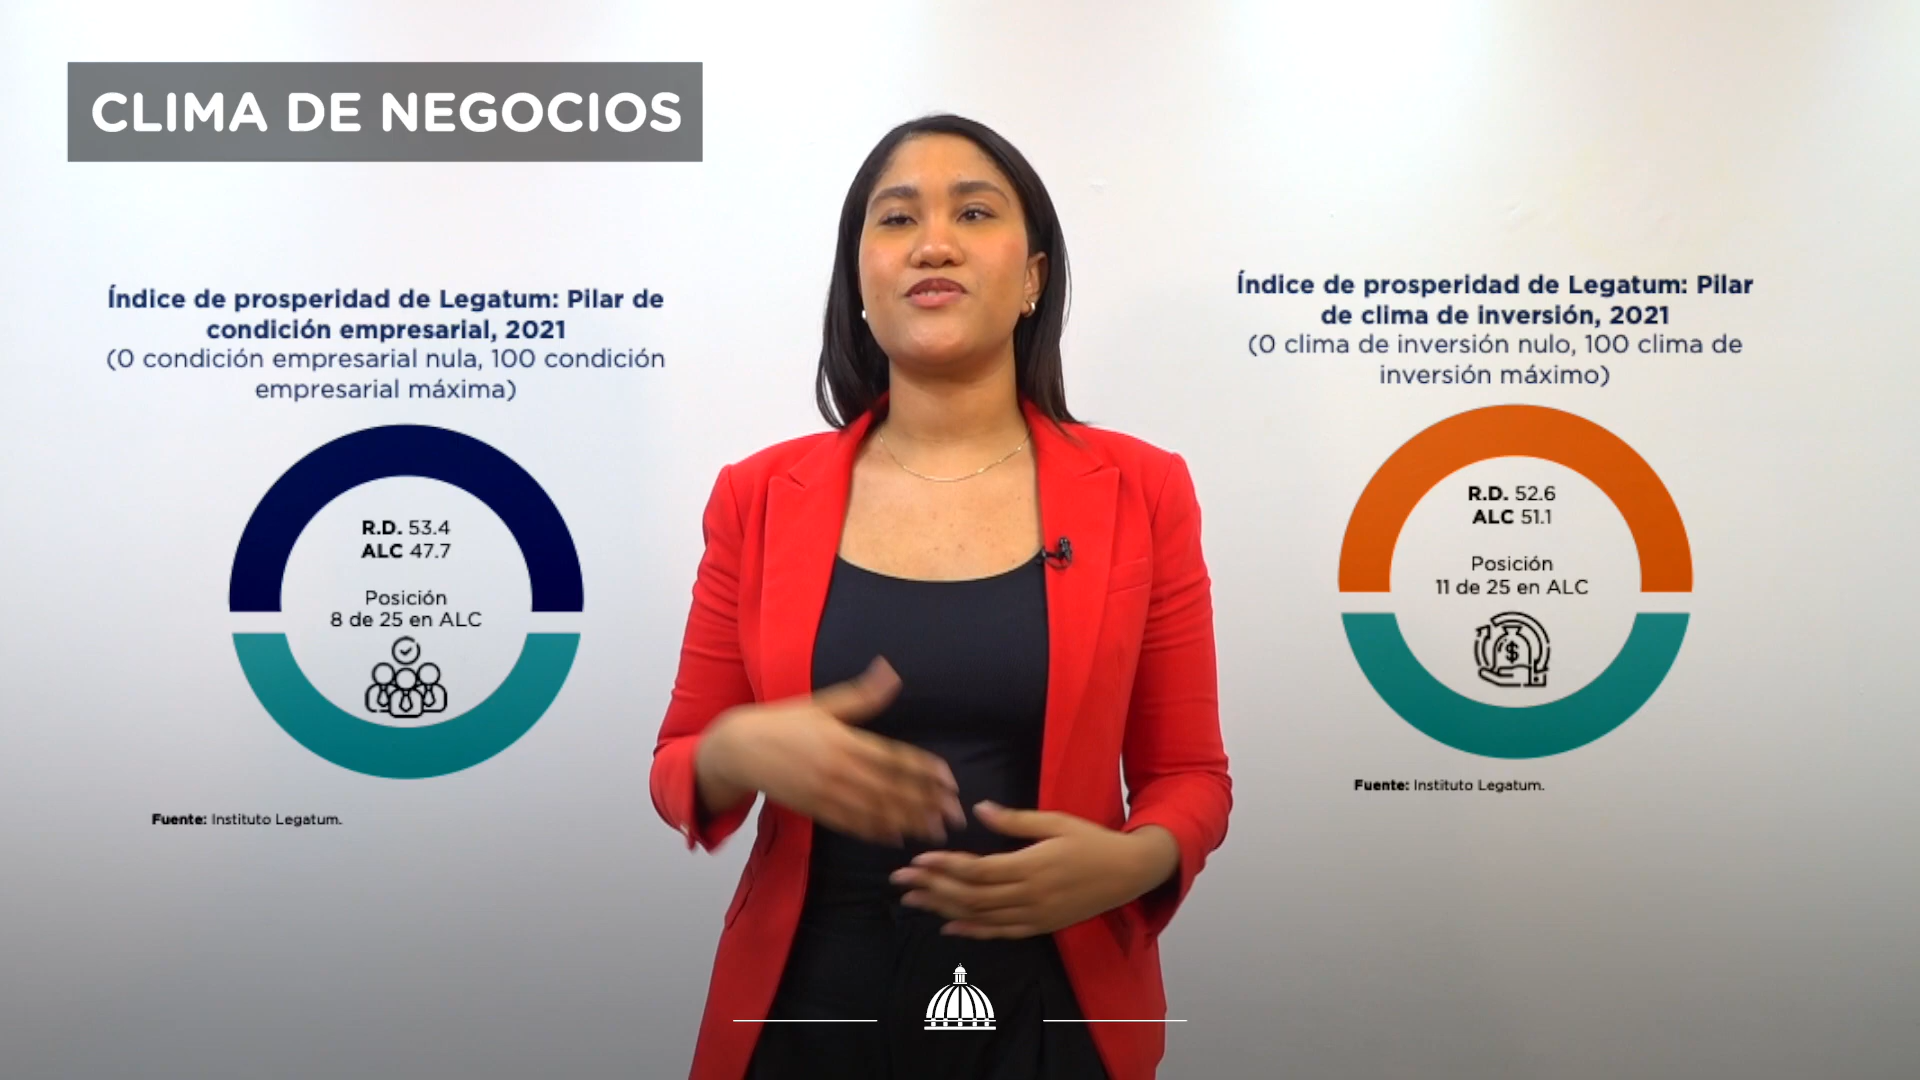 CLIMA DE NEGOCIOS
Índice de prosperidad de Legatum: Pilar de
condición empresarial, 2021
(0 condición empresarial nula, 100 condición
empresarial máxima)
R.D. 53.4
ALC 47.7
Posición
8 de 25 en ALC
Fuente: Instituto Legatum.
Índice de prosperidad de Legatum: Pilar
de clima de inversión, 2021
(0 clima de inversión nulo, 100 clima de
inversión máximo)
R.D. 52.6
ALC 51.1
Posición
11 de 25 en ALC
$
Fuente: Instituto Legatum.